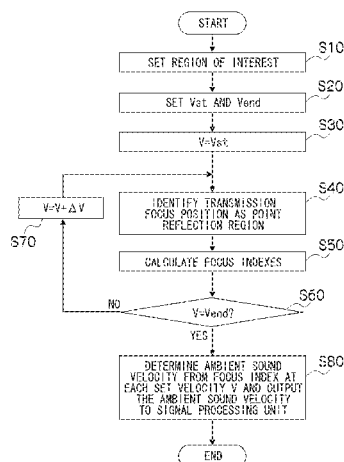 START
S10
SET REGION OF INTEREST
S20
SET Vst AND Vend
S30
V=Vst
V=V+ΔV
S70
S40
IDENTIFY TRANSMISSION
FOCUS POSITION AS POINT
REFLECTION REGION
S50
CALCULATE FOCUS INDEXES
S60
NO
V=Vend?
YES
S80
DETERMINE AMBIENT SOUND
VELOCITY FROM FOCUS INDEX AT
EACH SET VELOCITY V AND OUTPUT
THE AMBIENT SOUND VELOCITY
TO SIGNAL PROCESSING UNIT
END